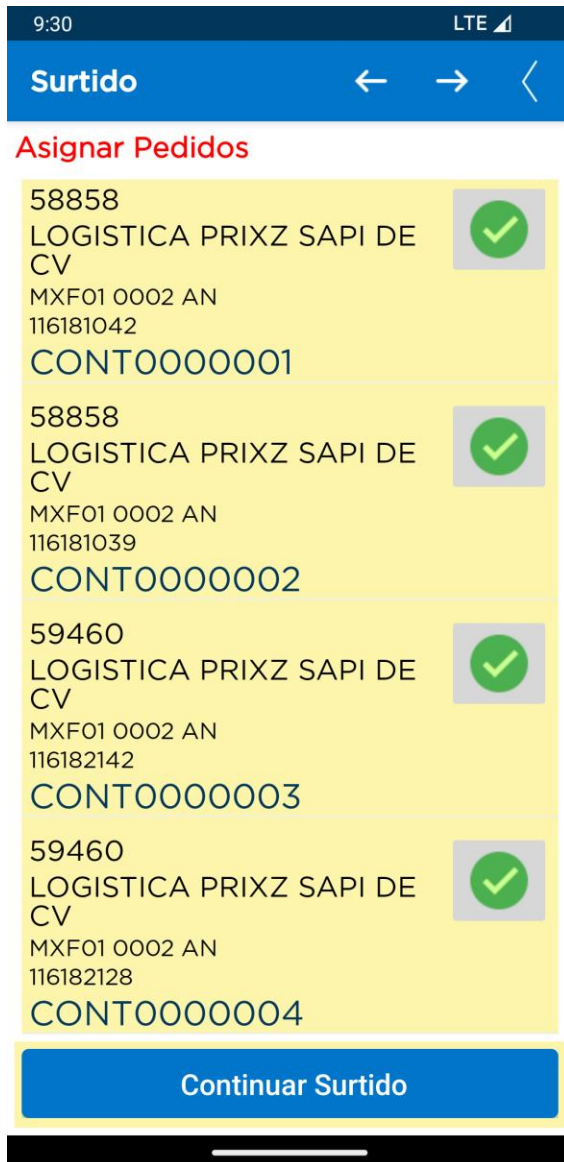 9:30 LTE
Surtido
Asignar Pedidos
58858
LOGISTICA PRIXZ SAPI DE
CV
MXF01 0002 AN
116181042
CONT0000001
58858
LOGISTICA PRIXZ SAPI DE
CV
MXF01 0002 AN
116181039
CONT0000002
59460
LOGISTICA PRIXZ SAPI DE
CV
MXF01 0002 AN
116182142
CONT0000003
59460
LOGISTICA PRIXZ SAPI DE
CV
MXF01 0002 AN
116182128
CONT0000004
Continuar Surtido